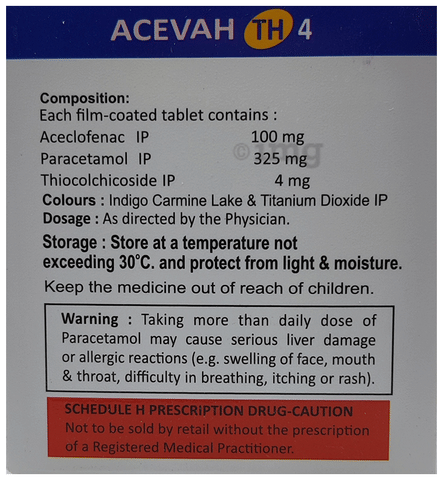 ACEVAH TH 4
Composition:
Each film-coated tablet contains :
Aceclofenac IP 100 mg
Paracetamol IP 325 mg
Thiocolchicoside IP 4 mg
Colours : Indigo Carmine Lake & Titanium Dioxide IP
Dosage : As directed by the Physician.
Storage : Store at a temperature not
exceeding 30°C. and protect from light & moisture.
Keep the medicine out of reach of children.
Warning : Taking more than daily dose of
Paracetamol may cause serious liver damage
or allergic reactions (e.g. swelling of face, mouth
& throat, difficulty in breathing, itching or rash).
SCHEDULE H PRESCRiPTION DRUG-CAUTION
Not to be sold by retail without the prescription
of a Registered Medical Practitioner.